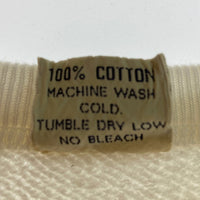 100% COTTON
MACHINE WASH
COLD.
TUMBLE DRY LOW
NO BLEACH